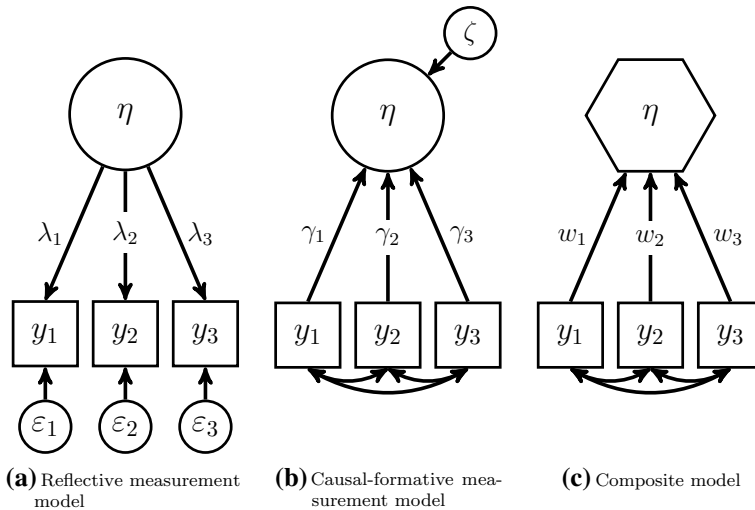 ζ
η η η
λ₁ λ₂ λ₃ γ₁ γ₂ γ₃ w₁ w₂ w₃
y₁ y₂ y₃ y₁ y₂ y₃ y₁ y₂ y₃
ε₁ ε₂ ε₃
(a) Reflective measurement
model
(b) Causal-formative mea-
surement model
(c) Composite model